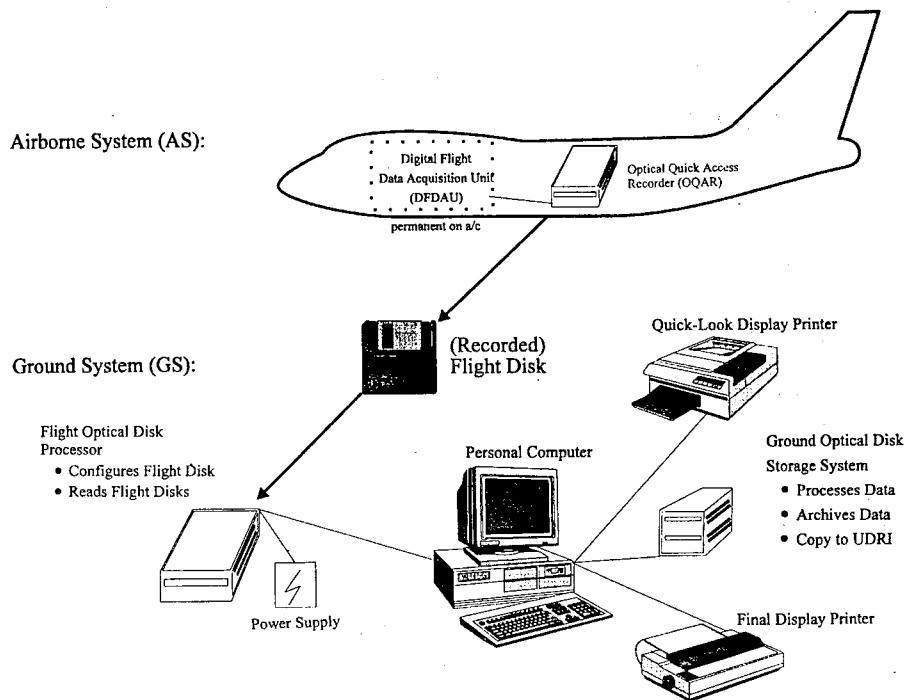 Airborne System (AS):
Digital Flight
Data Acquisition Unit
(DFDAU)
permanent on a/c
Optical Quick Access
Recorder (OQAR)
(Recorded)
Flight Disk
Quick-Look Display Printer
Ground System (GS):
Flight Optical Disk
Processor
• Configures Flight Disk
• Reads Flight Disks
Power Supply
Personal Computer
Ground Optical Disk
Storage System
• Processes Data
• Archives Data
• Copy to UDRI
Final Display Printer